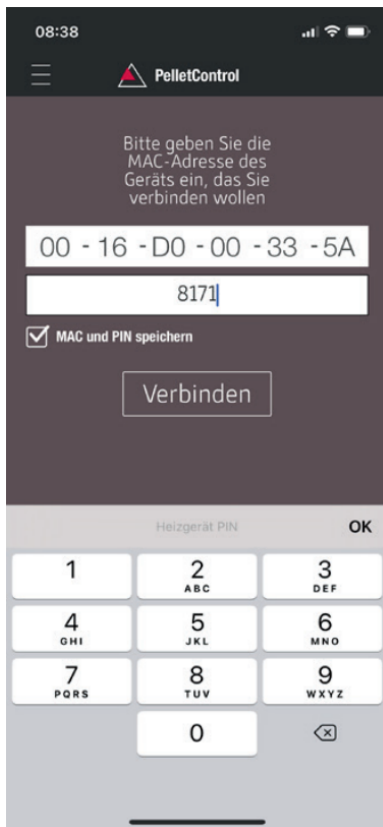 08:38
PelletControl
Bitte geben Sie die
MAC-Adresse des
Geräts ein, das Sie
verbinden wollen
00 - 16 - D0 - 00 - 33 - 5A
8171
MAC und PIN speichern
Verbinden
Heizgerät PIN OK
1 2 3
ABC DEF
4 5 6
GHI JKL MNO
7 8 9
PQRS TUV WXYZ
0